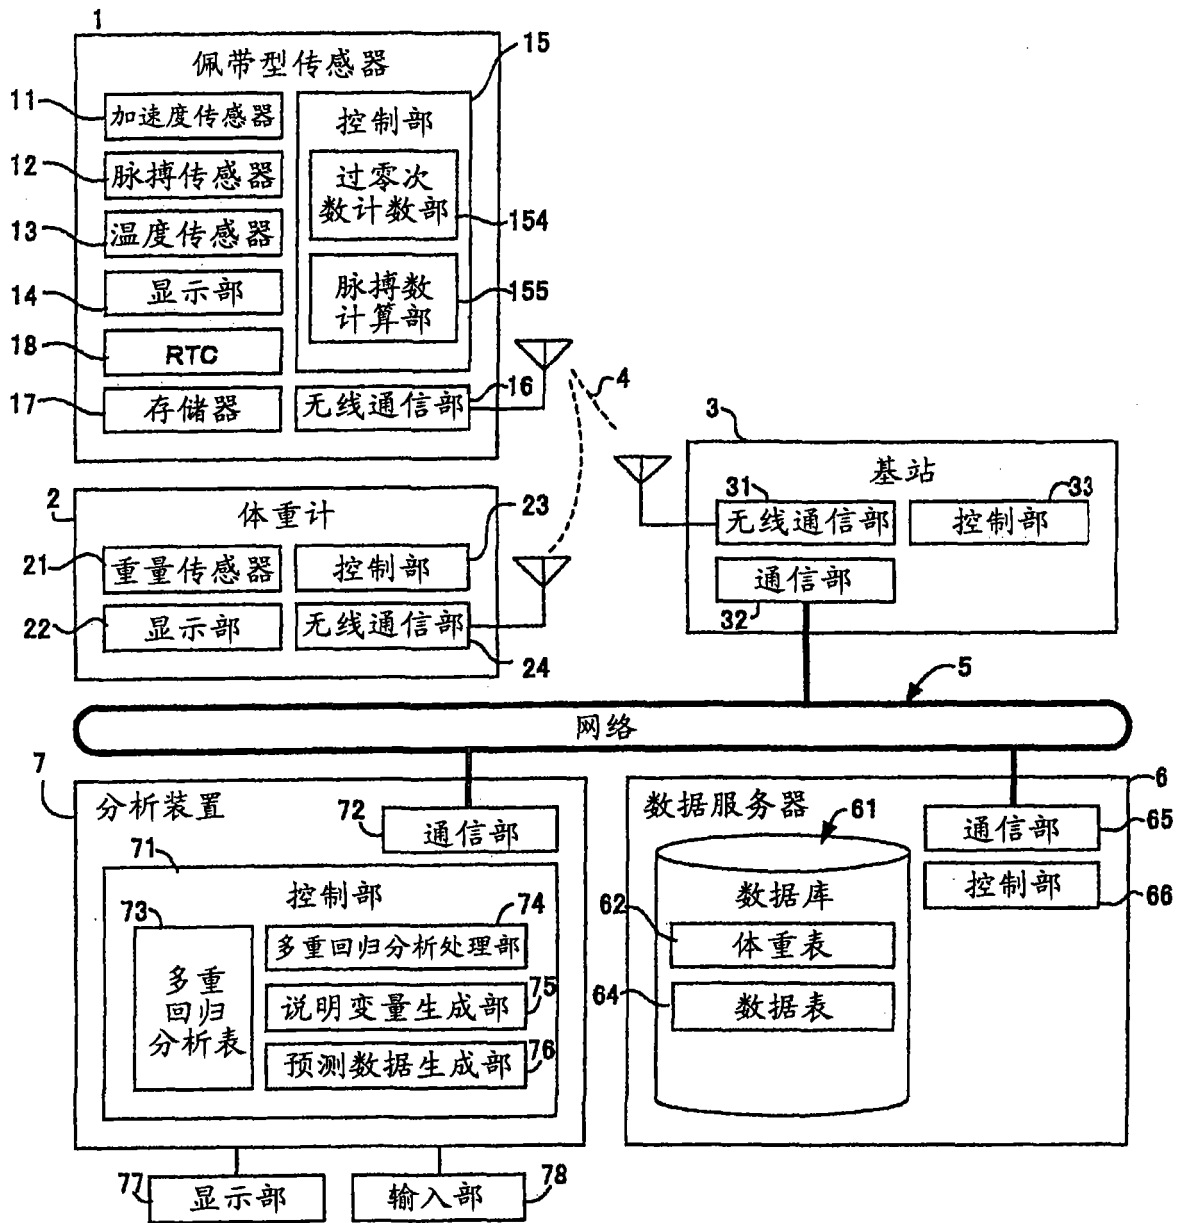 1
佩带型传感器
15
11
加速度传感器
控制部
12
脉搏传感器
过零次
数计数部
154
13
温度传感器
14
显示部
脉搏数
计算部
155
18
RTC
17
存储器
无线通信部
16
4
2
体重计
23
21
重量传感器
控制部
22
显示部
无线通信部
24
3
基站
31
无线通信部
33
控制部
通信部
32
5
网络
7
分析装置
72
通信部
71
控制部
73
多重
回归
分析表
74
多重回归分析处理部
说明变量生成部
75
预测数据生成部
76
77
显示部
输入部
78
6
数据服务器
61
通信部
65
控制部
66
数据库
62
体重表
64
数据表